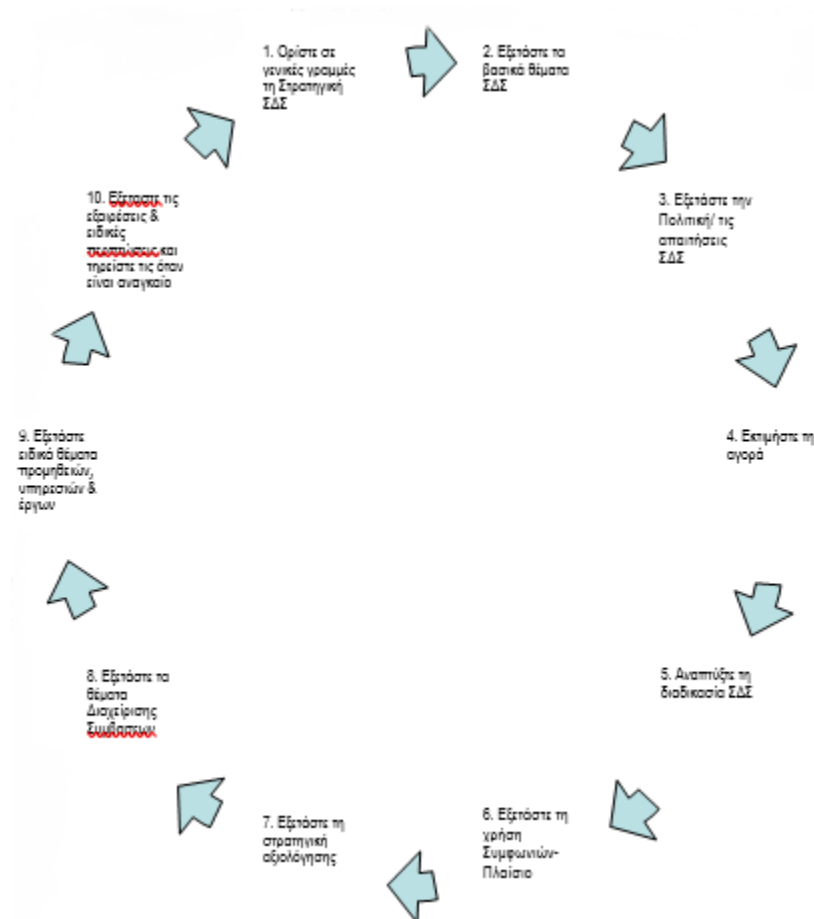 1. Ορίστε σε
γενικές γραμμές
τη Στρατηγική
ΣΔΣ
2. Εξετάστε τα
βασικά θέματα
ΣΔΣ
3. Εξετάστε την
Πολιτική/ τις
απαιτήσεις
ΣΔΣ
4. Εκτιμήστε τη
αγορά
5. Αναπτύξτε τη
διαδικασία ΣΔΣ
6. Εξετάστε τη
χρήση
Συμφωνιών-
Πλαίσιο
7. Εξετάστε τη
στρατηγική
αξιολόγησης
8. Εξετάστε τα
θέματα
Διαχείρισης
Συμβασεων
9. Εξετάστε
ειδικά θέματα
προμηθειών,
υπηρεσιών &
έργων
10. Εξεταστε τις
εξαιρέσεις &
ειδικές
περπτώσεις και
τηρείστε τις όταν
είναι αναγκαίο